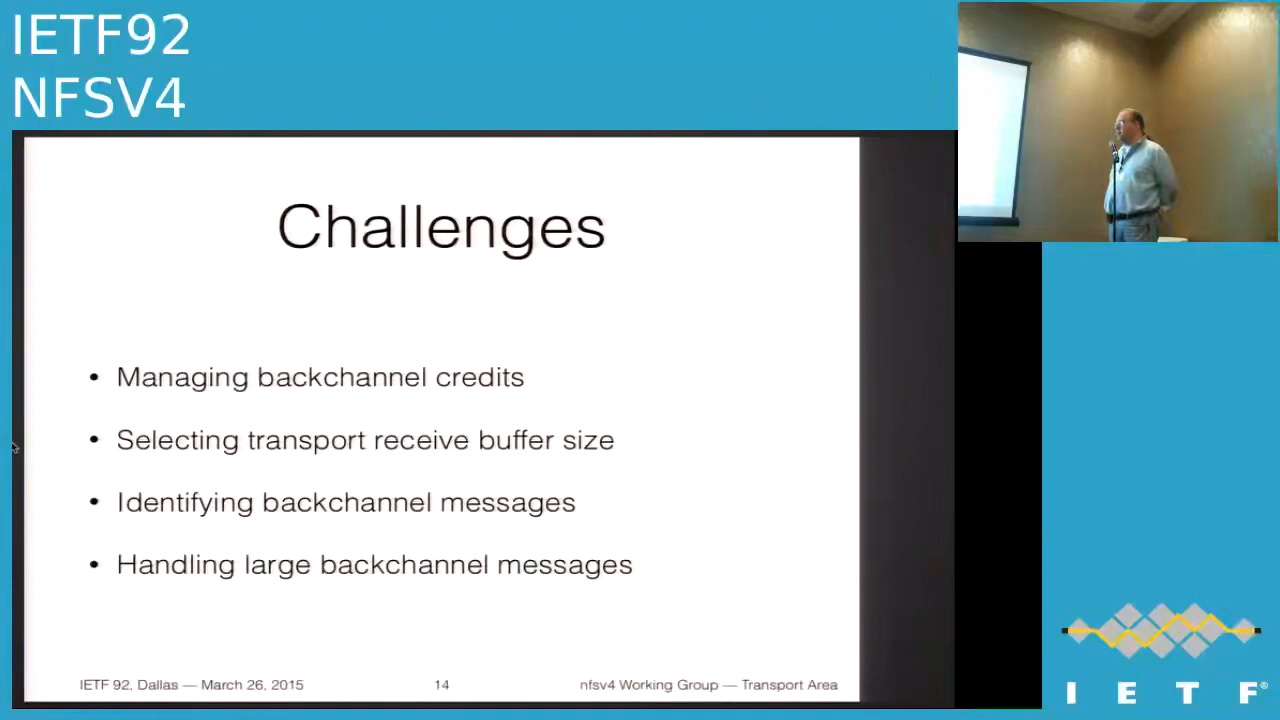 IETF92
NFSV4
Challenges
• Managing backchannel credits
• Selecting transport receive buffer size
• Identifying backchannel messages
• Handling large backchannel messages
IETF 92, Dallas — March 26, 2015
14
nfsv4 Working Group — Transport Area
I E T F®